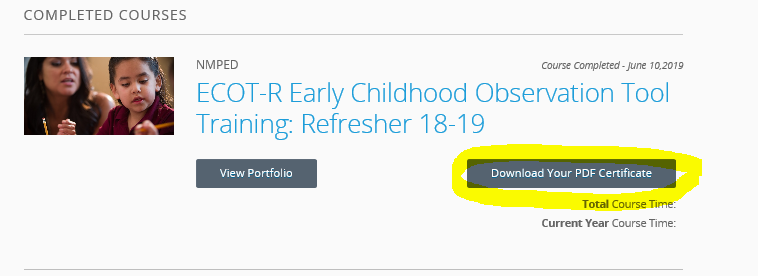 COMPLETED COURSES
NMPED
Course Completed - June 10,2019
ECOT-R Early Childhood Observation Tool
Training: Refresher 18-19
View Portfolio
Download Your PDF Certificate
Total Course Time:
Current Year Course Time: